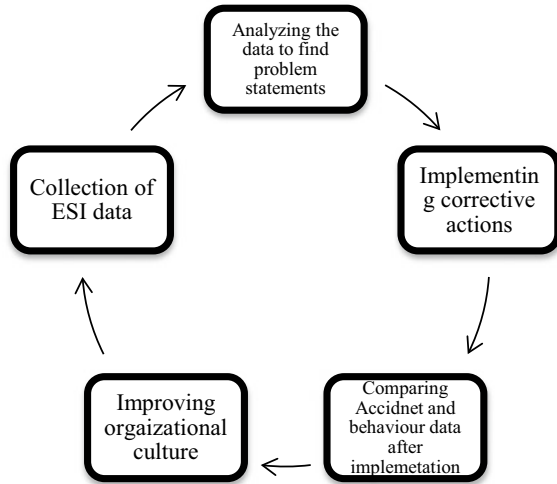 Analyzing the
data to find
problem
statements
Implementin
g corrective
actions
Comparing
Accidnet and
behaviour data
after
implemetation
Improving
orgaizational
culture
Collection of
ESI data